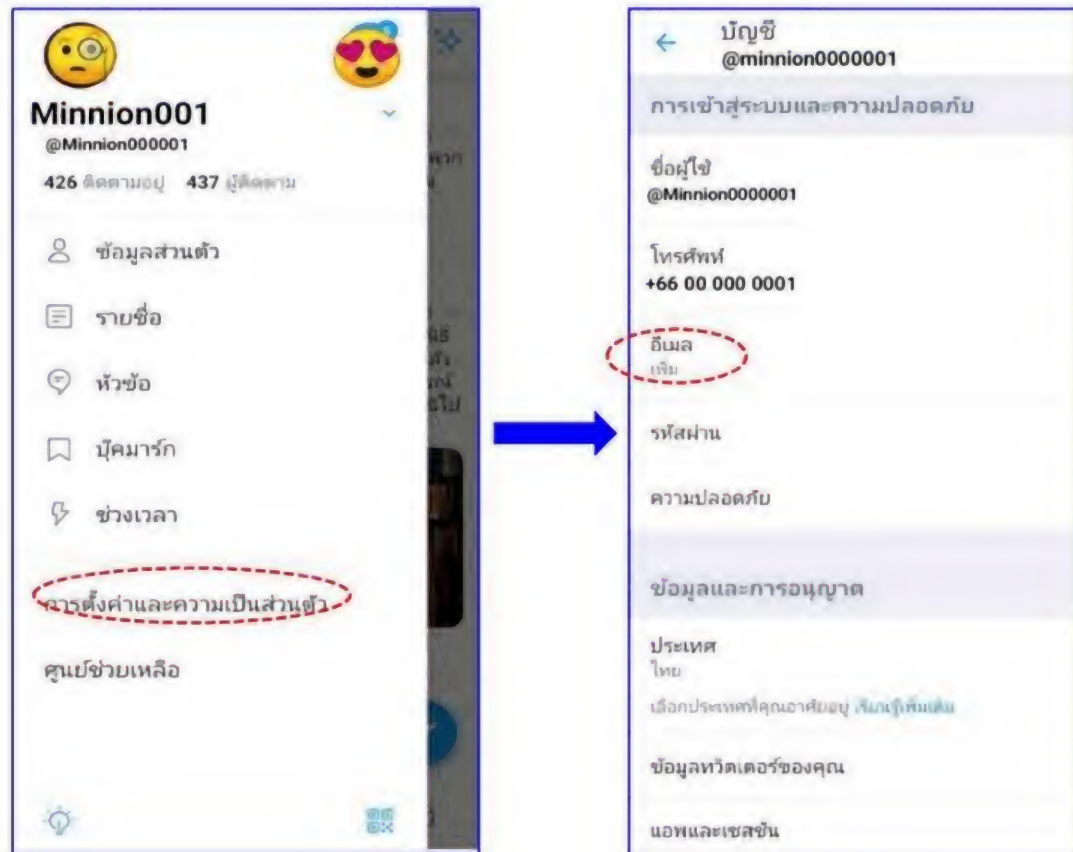 Minnion001
@Minnion000001
426 ติดตามอยู่ 437 ผู้ติดตาม
ข้อมูลส่วนตัว
รายชื่อ
หัวข้อ
บุ๊คมาร์ก
ช่วงเวลา
การตั้งค่าและความเป็นส่วนตัว
ศูนย์ช่วยเหลือ
บัญชี
@minnion0000001
การเข้าสู่ระบบและความปลอดภัย
ชื่อผู้ใช้
@Minnion0000001
โทรศัพท์
+66 00 000 0001
อีเมล
เพิ่ม
รหัสผ่าน
ความปลอดภัย
ข้อมูลและการอนุญาต
ประเทศ
ไทย
เลือกประเทศที่คุณอาศัยอยู่ เรียนรู้เพิ่มเติม
ข้อมูลทวิตเตอร์ของคุณ
แอพและเซสชัน